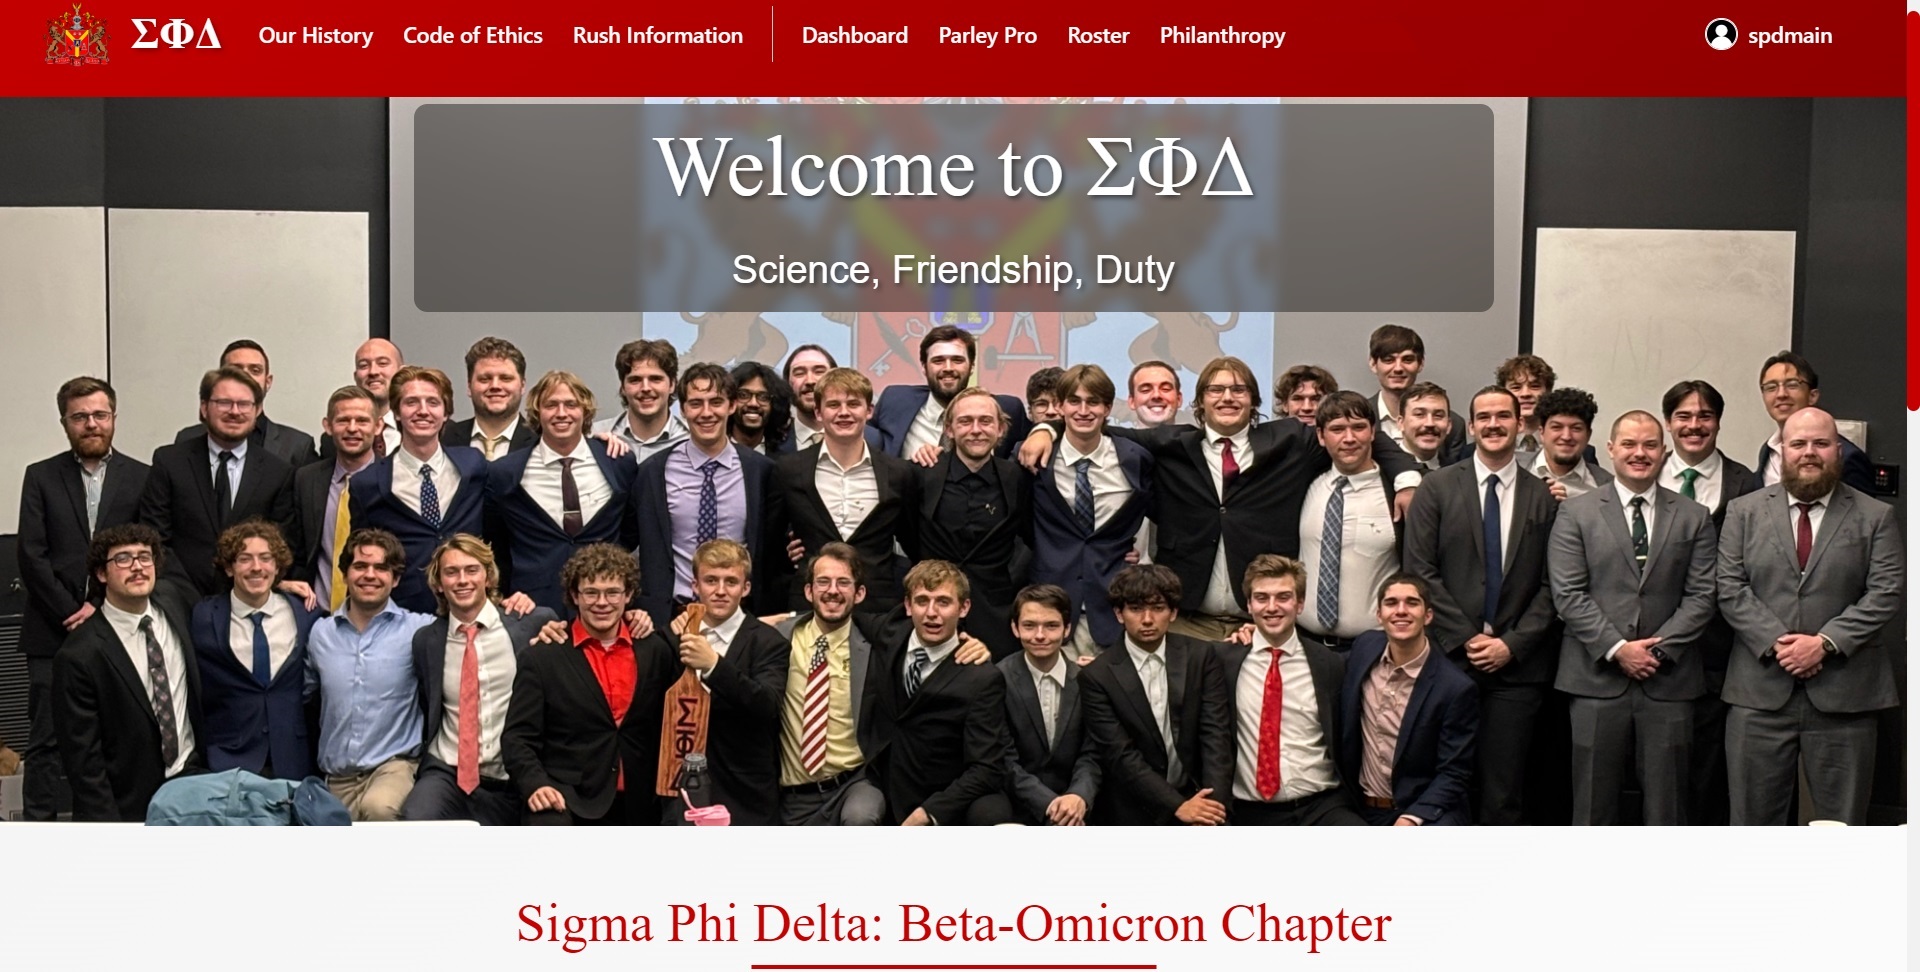 ΣΦΔ
Our History
Code of Ethics
Rush Information
Dashboard
Parley Pro
Roster
Philanthropy
spdmain
Welcome to ΣΦΔ
Science, Friendship, Duty
Sigma Phi Delta: Beta-Omicron Chapter